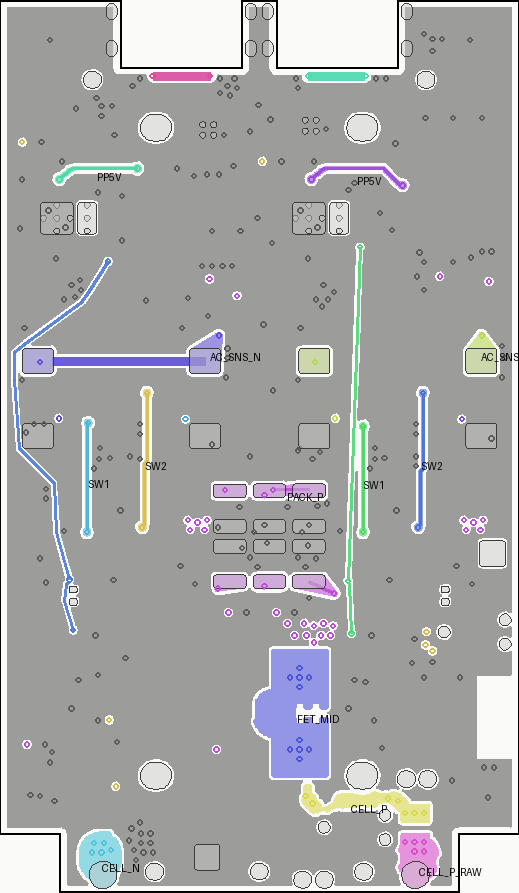 PP5V
PP5V
AC_SNS_N
AC_SNS
SW2
SW2
SW1
SW1
PACK_P
FET_MID
CELL_P
CELL_N
CELL_P_RAW